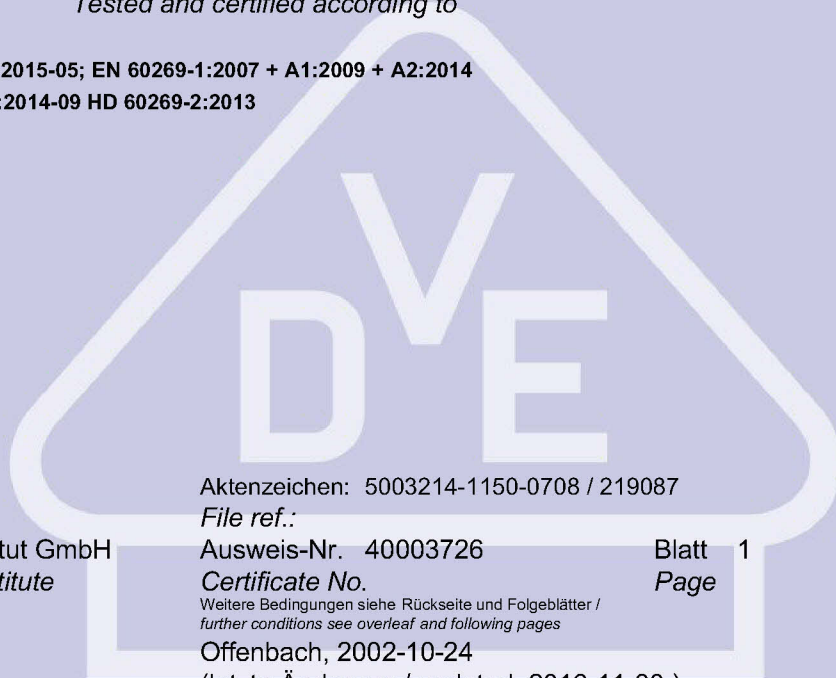 Tested and certified according to
2015-05; EN 60269-1:2007 + A1:2009 + A2:2014
:2014-09 HD 60269-2:2013
V
D E
Aktenzeichen: 5003214-1150-0708 / 219087
File ref.:
tut GmbH Ausweis-Nr. 40003726 Blatt 1
titute Certificate No. Page
Weitere Bedingungen siehe Rückseite und Folgeblätter /
further conditions see overleaf and following pages
Offenbach, 2002-10-24